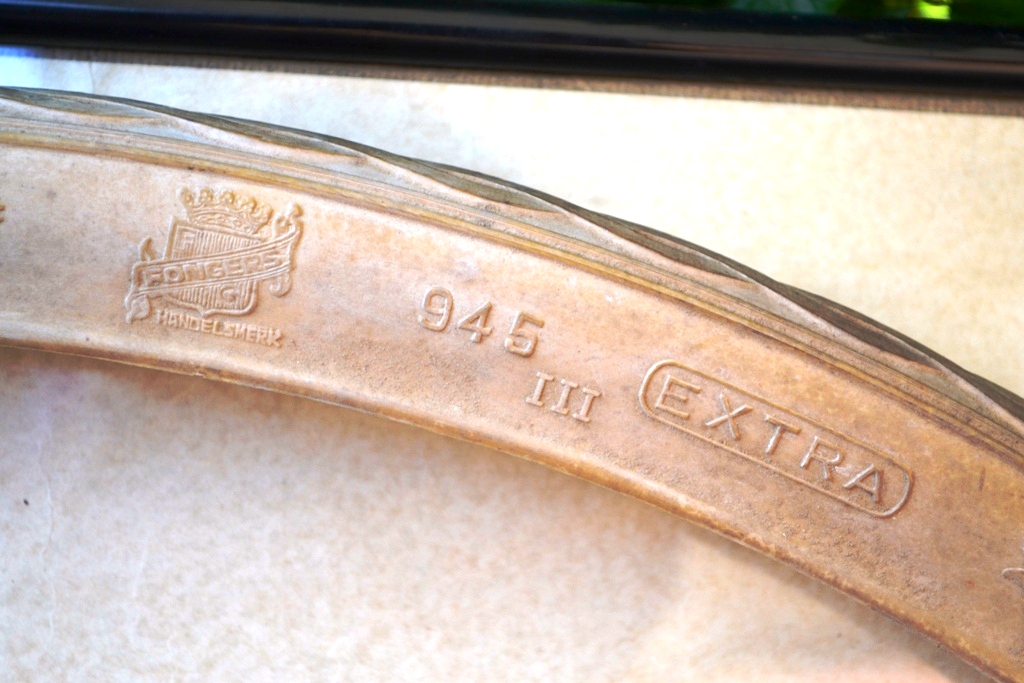 FONGERS
HANDELSMERK
945
III
EXTRA